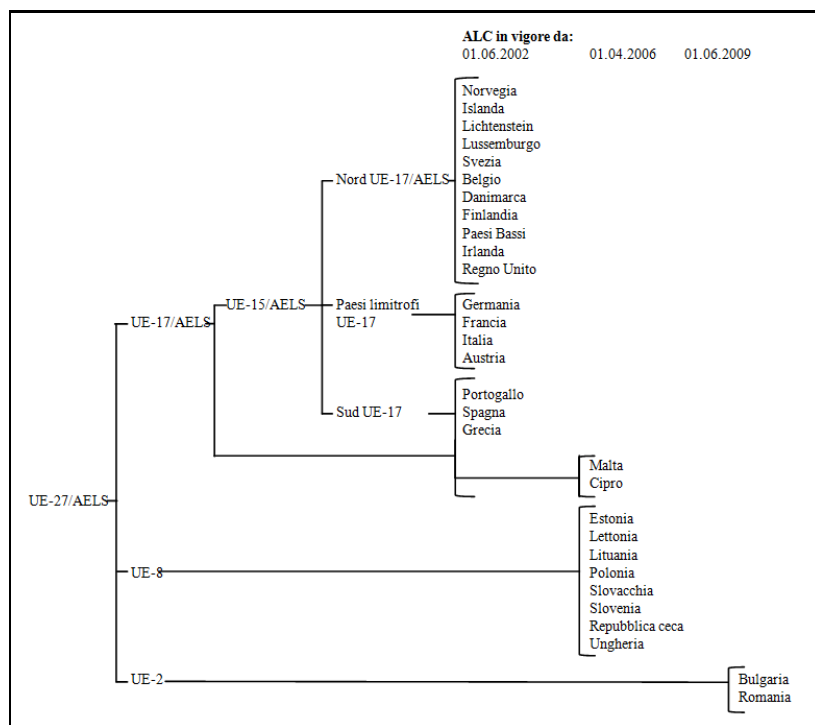 ALC in vigore da:
01.06.2002 01.04.2006 01.06.2009
Norvegia
Islanda
Lichtenstein
Lussemburgo
Svezia
Nord UE-17/AELS Belgio
Danimarca
Finlandia
Paesi Bassi
Irlanda
Regno Unito
UE-15/AELS Paesi limitrofi Germania
UE-17/AELS UE-17 Francia
Italia
Austria
Portogallo
Sud UE-17 Spagna
Grecia
Malta
Cipro
UE-27/AELS
Estonia
Lettonia
Lituania
UE-8 Polonia
Slovacchia
Slovenia
Repubblica ceca
Ungheria
UE-2 Bulgaria
Romania